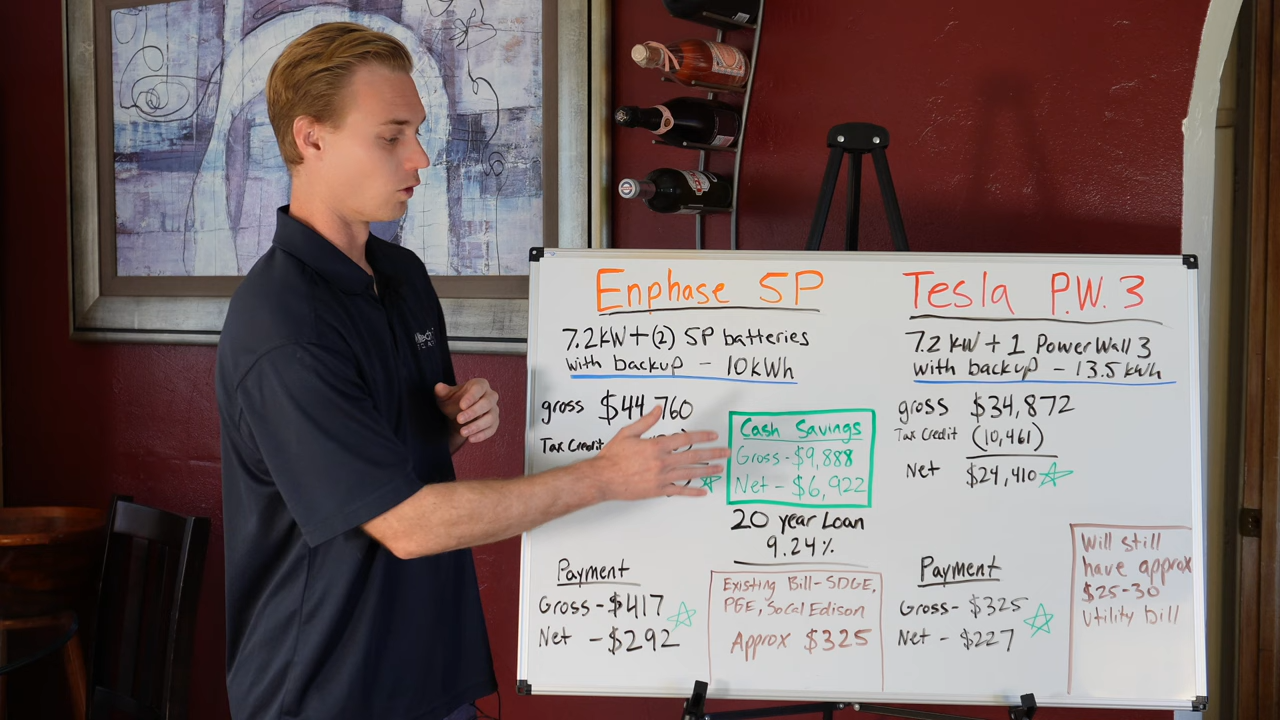 Enphase 5P
7.2kW+(2) 5P batteries
with backup - 10kWh
gross $44,760
Tax Credit
Cash Savings
Gross-$9,888
Net-$6,922
20 year Loan
9.24%
Payment
Gross-$417
Net -$292
Existing Bill-SDGE,
PGE, SoCal Edison
Approx $325
Tesla P.W. 3
7.2 kW + 1 PowerWall 3
with backup - 13.5 kWh
gross $34,872
Tax Credit (10,461)
Net $24,410
Payment
Gross- $325
Net - $227
Will still
have approx
$25-30
utility bill